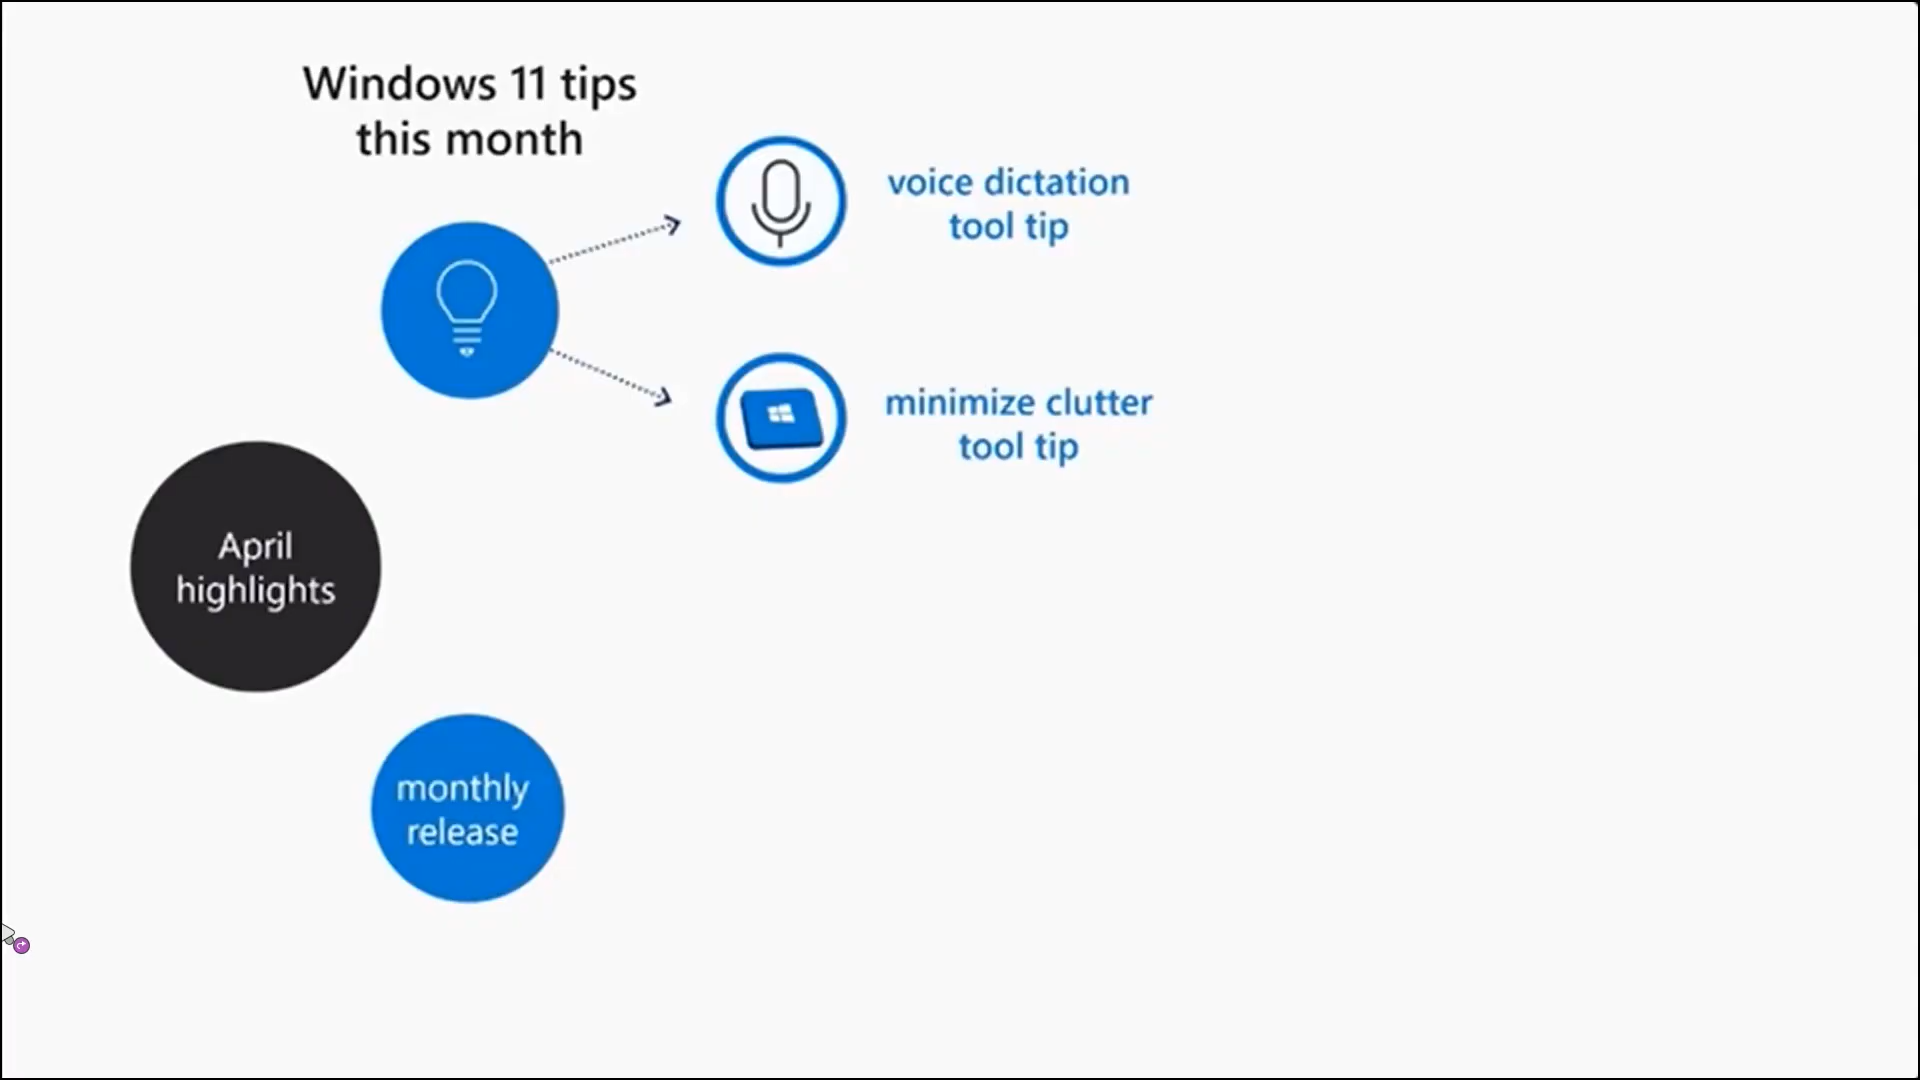 Windows 11 tips
this month
voice dictation
tool tip
minimize clutter
tool tip
April
highlights
monthly
release